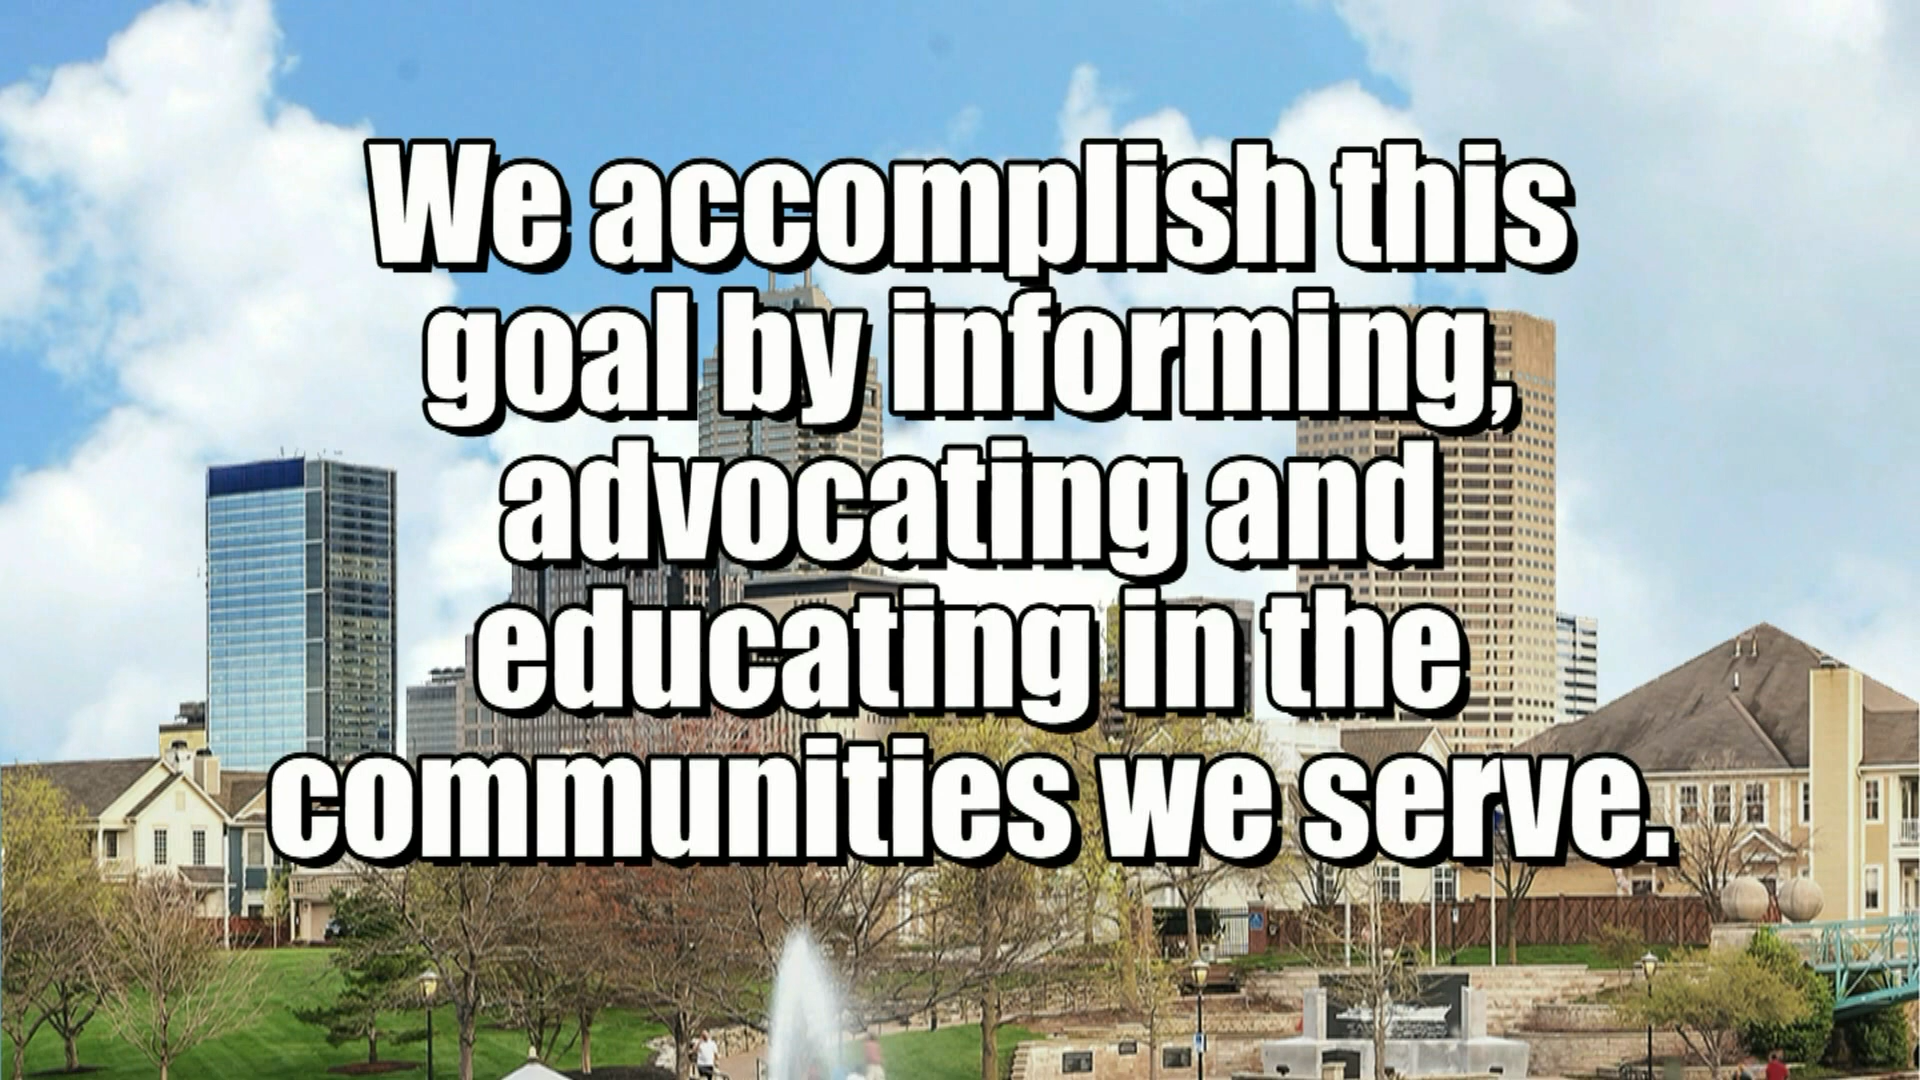 We accomplish this
goal by informing,
advocating and
educating in the
communities we serve.